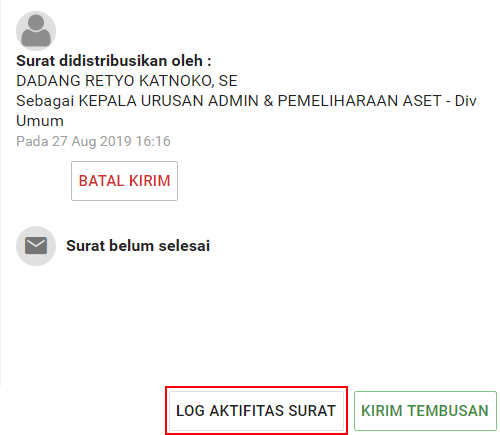 Surat didistribusikan oleh :
DADANG RETYO KATNOKO, SE
Sebagai KEPALA URUSAN ADMIN & PEMELIHARAAN ASET - Div
Umum
Pada 27 Aug 2019 16:16
BATAL KIRIM
Surat belum selesai
LOG AKTIFITAS SURAT
KIRIM TEMBUSAN